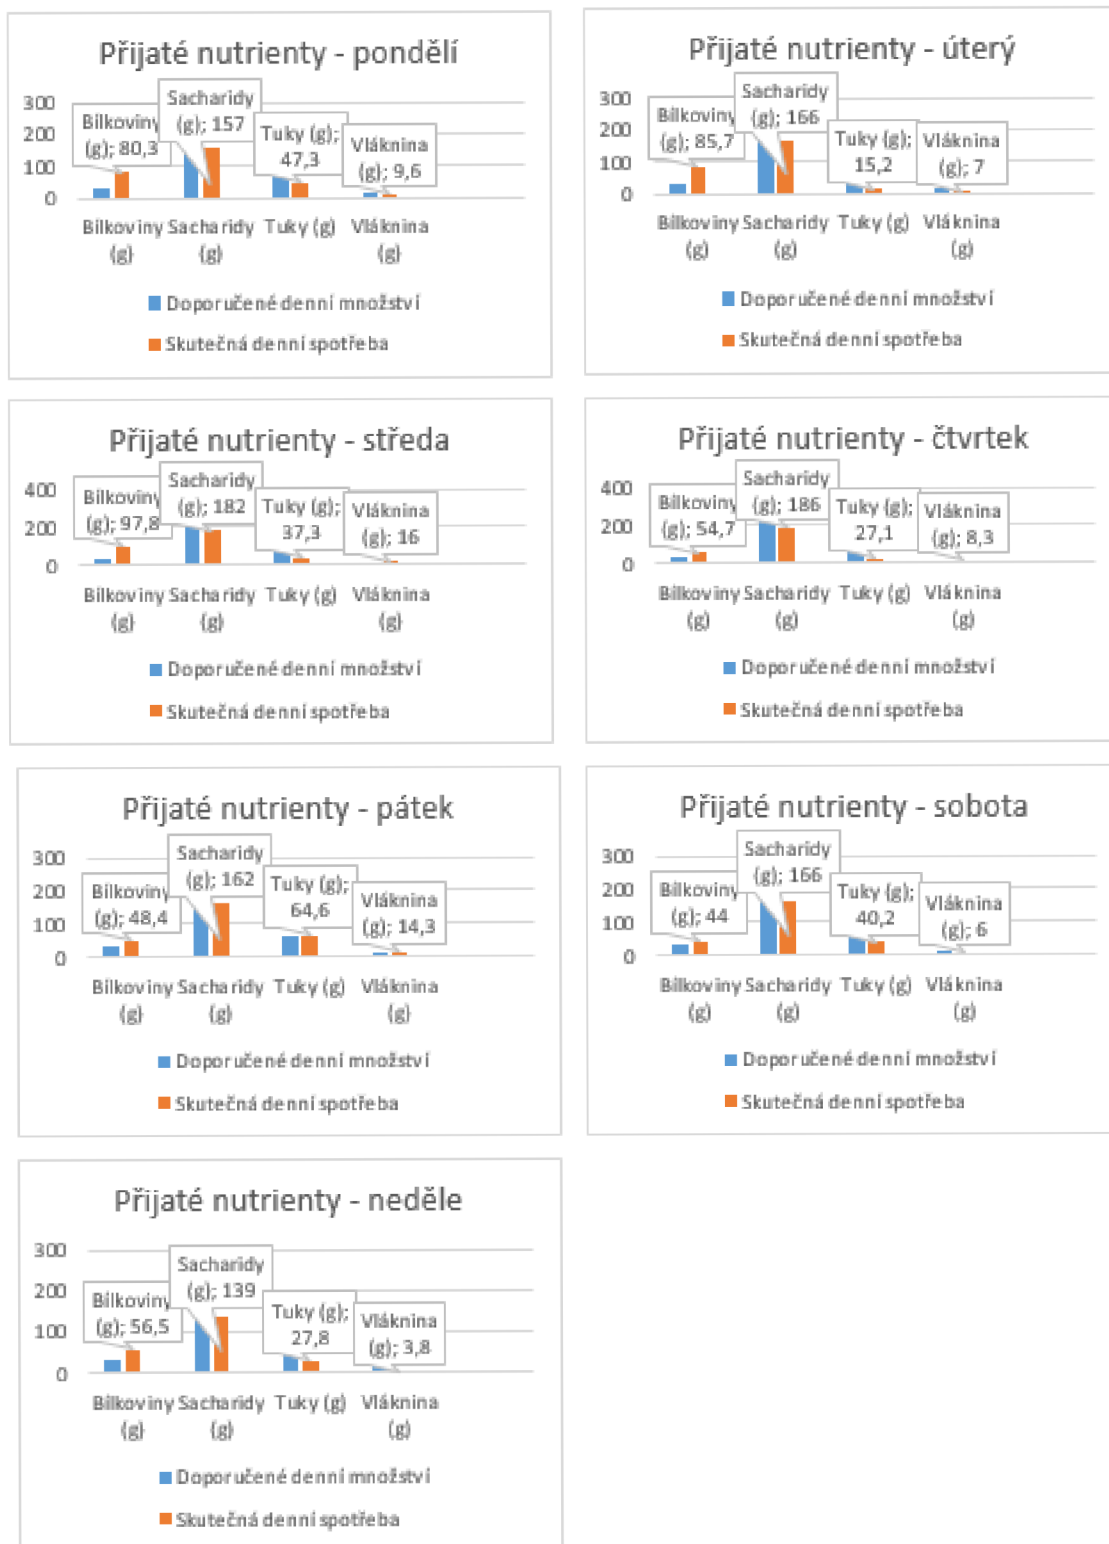 Přijaté nutrienty - pondělí
300
200
100
0
Bílkoviny
(g); 80,3
Sacharidy
(g); 157
Tuky (g);
47,3
Vláknina
(g); 9,6
Bílkoviny Sacharidy Tuky (g) Vláknina
(g) (g) (g)
Doporučené denní množství
Skutečná denní spotřeba
Přijaté nutrienty - úterý
300
200
100
0
Bílkoviny
(g); 85,7
Sacharidy
(g); 166
Tuky (g);
15,2
Vláknina
(g); 7
Bílkoviny Sacharidy Tuky (g) Vláknina
(g) (g) (g)
Doporučené denní množství
Skutečná denní spotřeba
Přijaté nutrienty - středa
400
200
0
Bílkoviny
(g); 97,8
Sacharidy
(g); 182
Tuky (g);
37,3
Vláknina
(g); 16
Bílkoviny Sacharidy Tuky (g) Vláknina
(g) (g) (g)
Doporučené denní množství
Skutečná denní spotřeba
Přijaté nutrienty - čtvrtek
400
200
0
Bílkoviny
(g); 54,7
Sacharidy
(g); 186
Tuky (g);
27,1
Vláknina
(g); 8,3
Bílkoviny Sacharidy Tuky (g) Vláknina
(g) (g) (g)
Doporučené denní množství
Skutečná denní spotřeba
Přijaté nutrienty - pátek
300
200
100
0
Bílkoviny
(g); 48,4
Sacharidy
(g); 162
Tuky (g);
64,6
Vláknina
(g); 14,3
Bílkoviny Sacharidy Tuky (g) Vláknina
(g) (g) (g)
Doporučené denní množství
Skutečná denní spotřeba
Přijaté nutrienty - sobota
300
200
100
0
Bílkoviny
(g); 44
Sacharidy
(g); 166
Tuky (g);
40,2
Vláknina
(g); 6
Bílkoviny Sacharidy Tuky (g) Vláknina
(g) (g) (g)
Doporučené denní množství
Skutečná denní spotřeba
Přijaté nutrienty - neděle
300
200
100
0
Bílkoviny
(g); 56,5
Sacharidy
(g); 139
Tuky (g);
27,8
Vláknina
(g); 3,8
Bílkoviny Sacharidy Tuky (g) Vláknina
(g) (g) (g)
Doporučené denní množství
Skutečná denní spotřeba